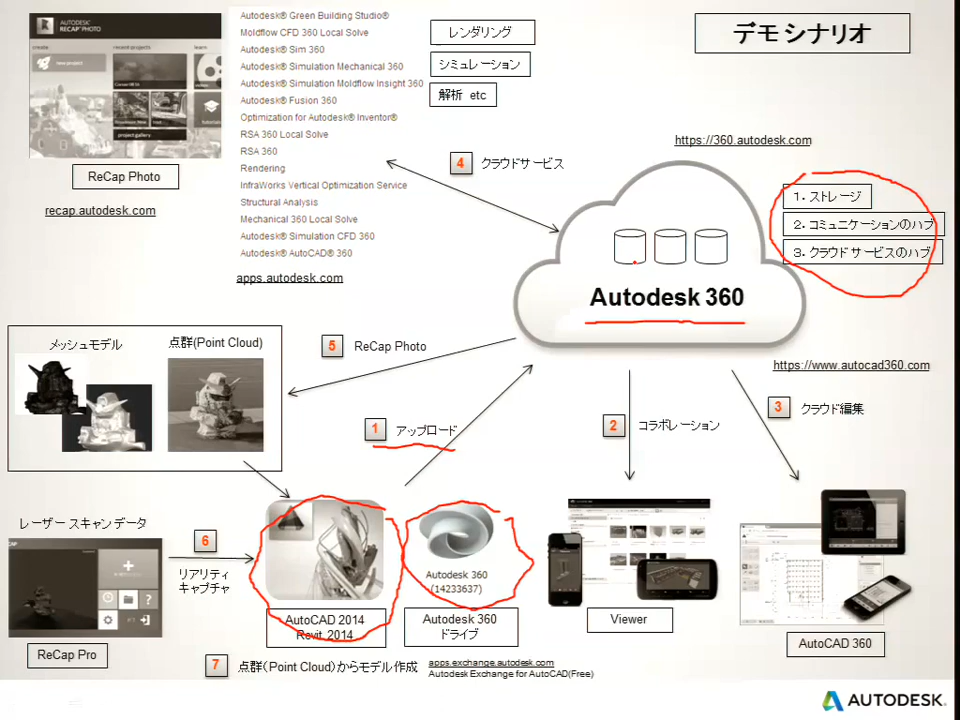 AUTODESK
RECAP PHOTO
create
recent projects
learn
new project
project gallery
ReCap Photo
recap.autodesk.com
Autodesk® Green Building Studio®
Moldflow CFD 360 Local Solve
Autodesk® Sim 360
Autodesk® Simulation Mechanical 360
Autodesk® Simulation Moldflow Insight 360
Autodesk® Fusion 360
Optimization for Autodesk® Inventor®
RSA 360 Local Solve
RSA 360
Rendering
InfraWorks Vertical Optimization Service
Structural Analysis
Mechanical 360 Local Solve
Autodesk® Simulation CFD 360
Autodesk® AutoCAD® 360
apps.autodesk.com
レンダリング
シミュレーション
解析 etc
デモシナリオ
https://360.autodesk.com
4 クラウドサービス
1. ストレージ
2. コミュニケーションのハブ
3. クラウドサービスのハブ
Autodesk 360
メッシュモデル
点群(Point Cloud)
5 ReCap Photo
https://www.autocad360.com
1 アップロード
2 コラボレーション
3 クラウド編集
レーザースキャンデータ
6
リアリティ
キャプチャ
ReCap Pro
AutoCAD 2014
Revit 2014
Autodesk 360
(14233637)
Autodesk 360
ドライブ
Viewer
AutoCAD 360
7 点群(Point Cloud)からモデル作成
apps.exchange.autodesk.com
Autodesk Exchange for AutoCAD(Free)
AUTODESK.